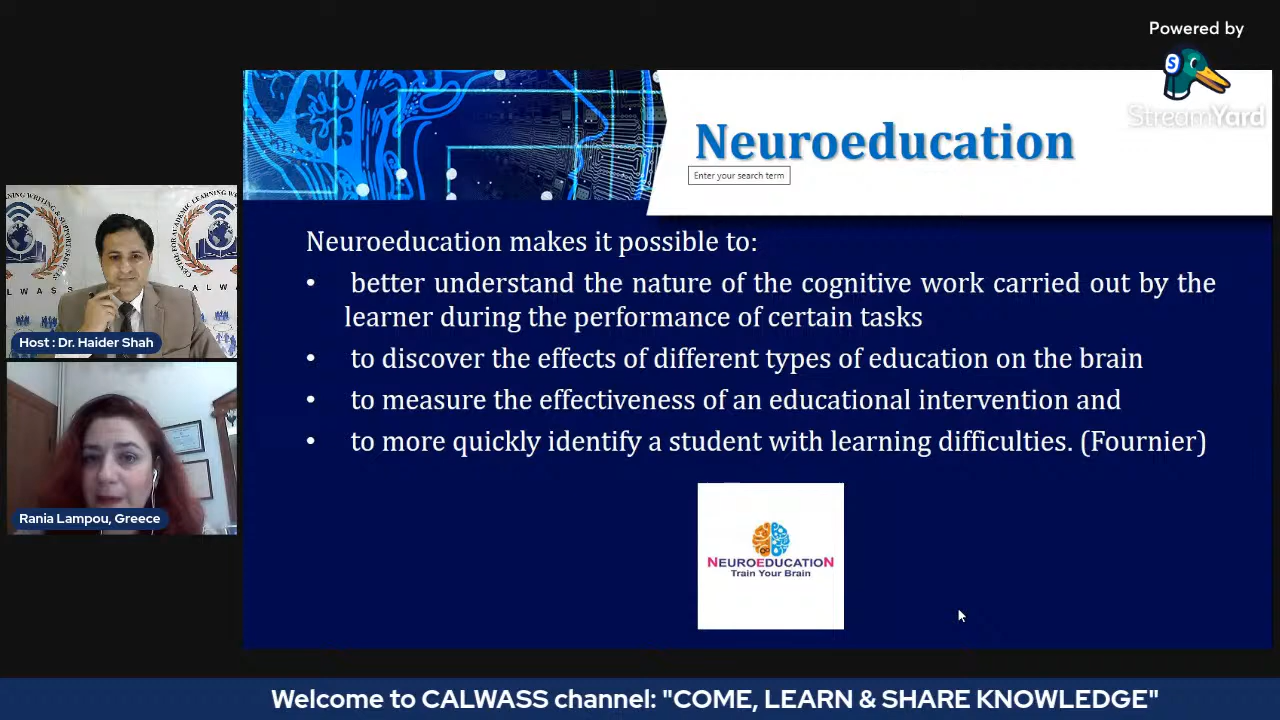 Powered by
StreamYard
Neuroeducation
Enter your search term
Neuroeducation makes it possible to:
• better understand the nature of the cognitive work carried out by the
learner during the performance of certain tasks
• to discover the effects of different types of education on the brain
• to measure the effectiveness of an educational intervention and
• to more quickly identify a student with learning difficulties. (Fournier)
NEUROEDUCATION
Train Your Brain
Host : Dr. Haider Shah
Rania Lampou, Greece
Welcome to CALWASS channel: "COME, LEARN & SHARE KNOWLEDGE"